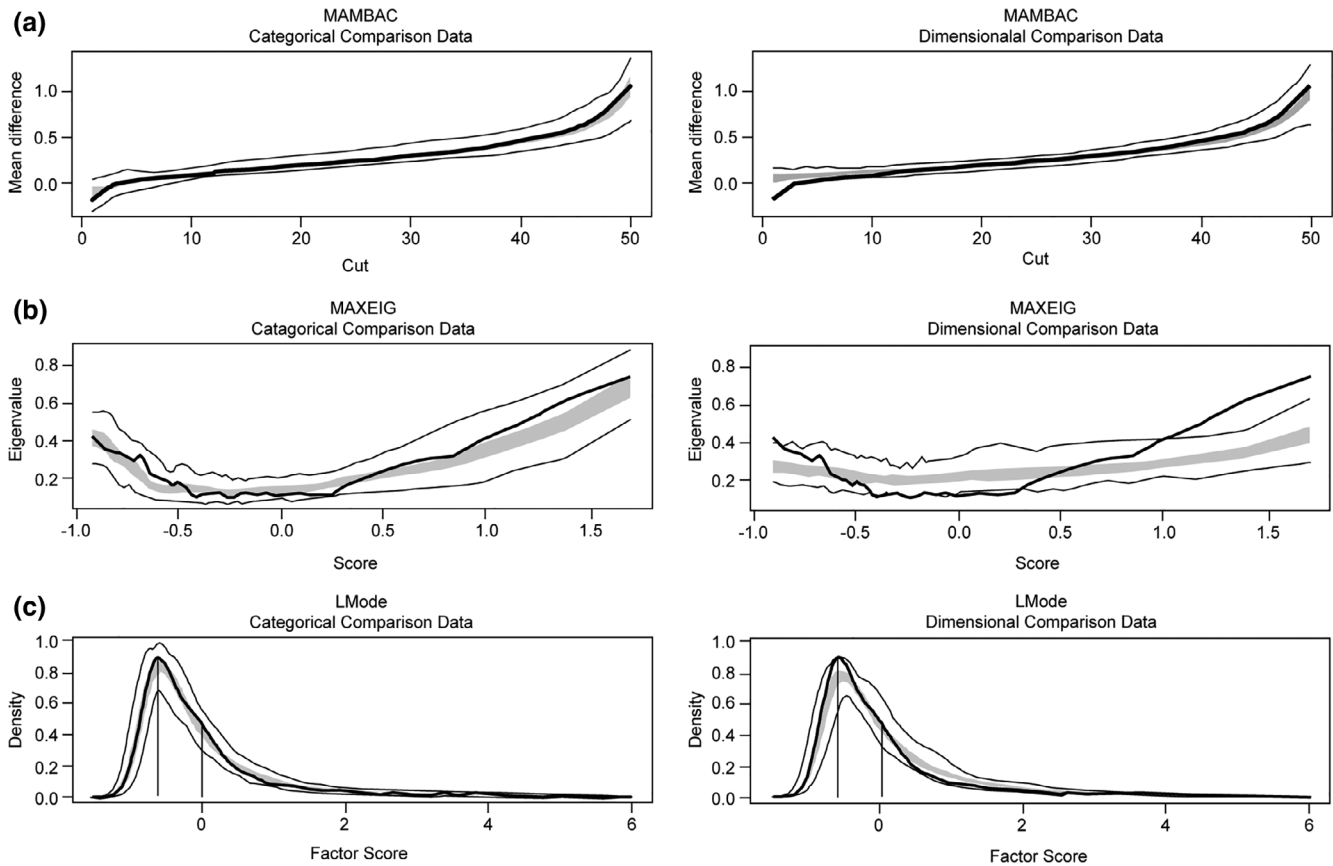 (a)
MAMBAC
Categorical Comparison Data
Mean difference
1.0
0.5
0.0
0 10 20 30 40 50
Cut
MAMBAC
Dimensionalal Comparison Data
Mean difference
1.0
0.5
0.0
0 10 20 30 40 50
Cut
(b)
MAXEIG
Catagorical Comparison Data
Eigenvalue
0.8
0.6
0.4
0.2
-1.0 -0.5 0.0 0.5 1.0 1.5
Score
MAXEIG
Dimensional Comparison Data
Eigenvalue
0.8
0.6
0.4
0.2
-1.0 -0.5 0.0 0.5 1.0 1.5
Score
(c)
LMode
Categorical Comparison Data
Density
1.0
0.8
0.6
0.4
0.2
0.0
0 2 4 6
Factor Score
LMode
Dimensional Comparison Data
Density
1.0
0.8
0.6
0.4
0.2
0.0
0 2 4 6
Factor Score